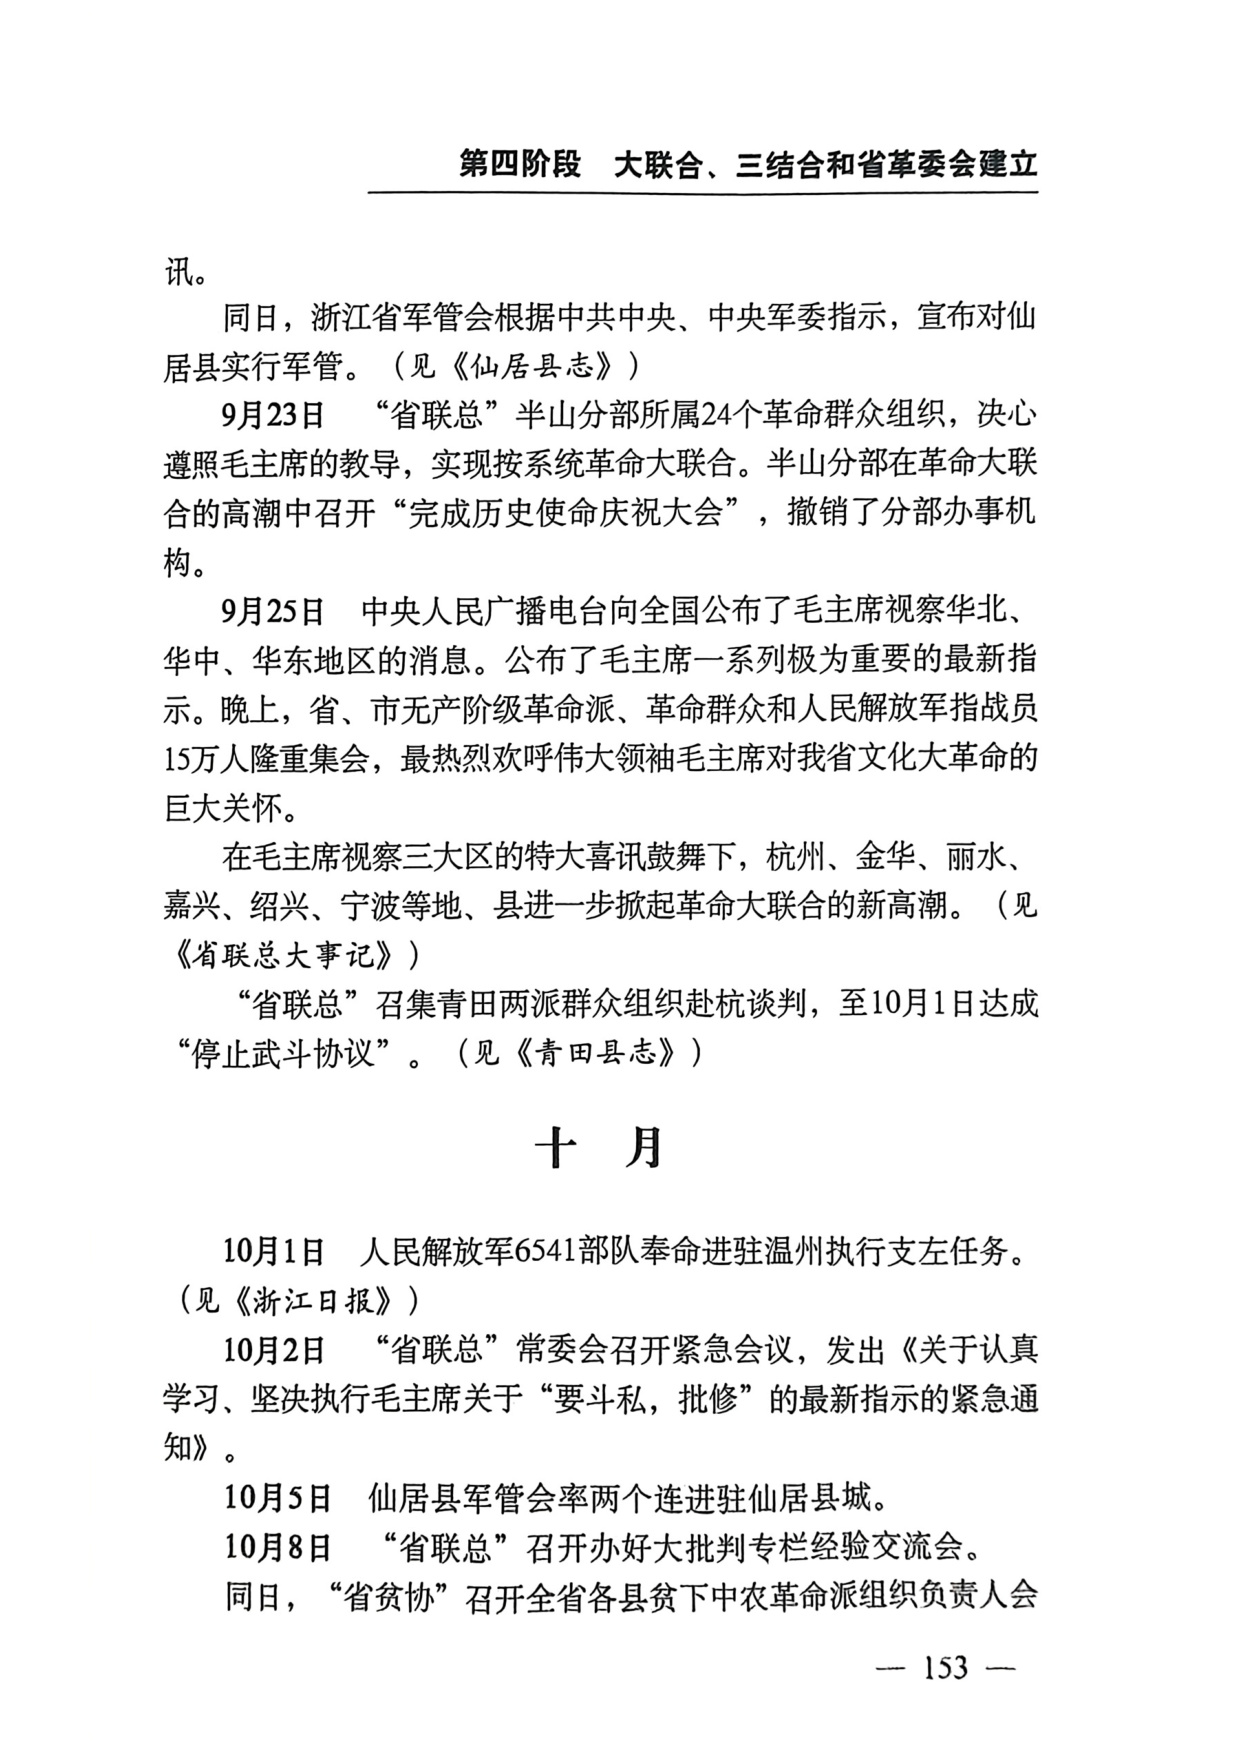 第四阶段　大联合、三结合和省革委会建立
讯。
同日，浙江省军管会根据中共中央、中央军委指示，宣布对仙
居县实行军管。（见《仙居县志》）
9月23日　“省联总”半山分部所属24个革命群众组织，决心
遵照毛主席的教导，实现按系统革命大联合。半山分部在革命大联
合的高潮中召开“完成历史使命庆祝大会”，撤销了分部办事机
构。
9月25日　中央人民广播电台向全国公布了毛主席视察华北、
华中、华东地区的消息。公布了毛主席一系列极为重要的最新指
示。晚上，省、市无产阶级革命派、革命群众和人民解放军指战员
15万人隆重集会，最热烈欢呼伟大领袖毛主席对我省文化大革命的
巨大关怀。
在毛主席视察三大区的特大喜讯鼓舞下，杭州、金华、丽水、
嘉兴、绍兴、宁波等地、县进一步掀起革命大联合的新高潮。（见
《省联总大事记》）
“省联总”召集青田两派群众组织赴杭谈判，至10月1日达成
“停止武斗协议”。（见《青田县志》）
十　月
10月1日　人民解放军6541部队奉命进驻温州执行支左任务。
（见《浙江日报》）
10月2日　“省联总”常委会召开紧急会议，发出《关于认真
学习、坚决执行毛主席关于“要斗私，批修”的最新指示的紧急通
知》。
10月5日　仙居县军管会率两个连进驻仙居县城。
10月8日　“省联总”召开办好大批判专栏经验交流会。
同日，“省贫协”召开全省各县贫下中农革命派组织负责人会
— 153 —